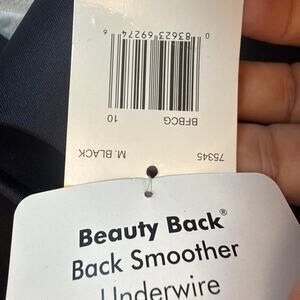 75345
M. BLACK
BFBCG
10
0 83623 69274 6
Beauty Back®
Back Smoother
Underwire